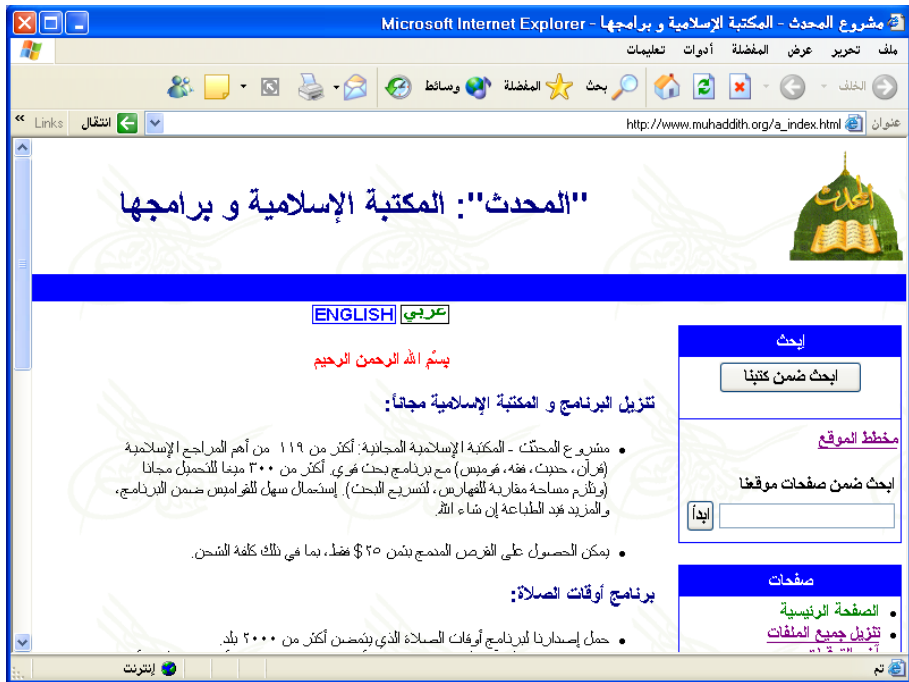 مشروع المحدث - المكتبة الإسلامية و برامجها - Microsoft Internet Explorer
ملف تحرير عرض المفضلة أدوات تعليمات
الخلف بحث المفضلة وسائط
عنوان http://www.muhaddith.org/a_index.html انتقال Links
المحدث
"المحدث": المكتبة الإسلامية و برامجها
عربي ENGLISH
إبحث
ابحث ضمن كتبنا
مخطط الموقع
ابحث ضمن صفحات موقعنا
ابدأ
صفحات
الصفحة الرئيسية
تنزيل جميع الملفات
بسم الله الرحمن الرحيم
تنزيل البرنامج و المكتبة الإسلامية مجاناً:
• مشروع المحدّث - المكتبة الإسلامية المجانية: أكثر من ١١٩ من أهم المراجع الإسلامية
(قرآن، حديث، فقه، قوميس) مع برنامج بحث قوي. أكثر من ٣٠٠ ميغا للتحميل مجانا
(ويلزم مساحة مقاربة للفهارس، لتسريع البحث). إستعمال سهل للقواميس ضمن البرنامج،
والمزيد قيد الطباعة إن شاء الله.
• يمكن الحصول على القرص المدمج بثمن ٢٥$ فقط، بما في ذلك كلفة الشحن.
برنامج أوقات الصلاة:
• حمل إصدارنا لبرنامج أوقات الصلاة الذي يتضمن أكثر من ٢٠٠٠ بلد.
تم
إنترنت